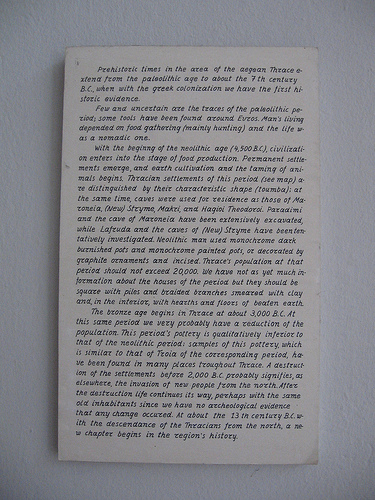 Prehistoric times in the area of the aegean Thrace e-
xtend from the paleolithic age to about the 7th century
B.C., when with the greek colonization we have the first hi-
storic evidence.
Few and uncertain are the traces of the paleolithic pe-
riod; some tools have been found around Evros. Man's living
depended on food gathering (mainly hunting) and the life w-
as a nomadic one.
With the beginng of the neolithic age (4,500 B.C.), civilizati-
on enters into the stage of food production. Permanent settle-
ments emerge, and earth cultivation and the taming of ani-
mals begins. Thracian settlements of this period (see map) a-
re distinguished by their characteristic shape (toumba); at
the same time, caves were used for residence as those of Ma-
roneia, (New) Stryme, Makri, and Hagioi Theodoroi. Paradimi
and the cave of Maroneia have been extensively excavated,
while Lafruda and the caves of (New) Stryme have beenten-
tatively investigated. Neolithic man used monochrome dark
burnished pots and monochrome painted pots, or decorated by
graphite ornaments and incised. Thrace's population at that
period should not exceed 20,000. We have not as yet much in-
formation about the houses of the period but they should be
square with piles and braided branches smeared with clay
and, in the interior, with hearths and floors of beaten earth.
The bronze age begins in Thrace at about 3,000 B.C. At
this same period we very probably have a reduction of the
population. This period's pottery is qualitatively inferior to
that of the neolithic period: samples of this pottery, which
is similar to that of Troia of the corresponding period, ha-
ve been found in many places troughout Thrace. A destruct-
ion of the settlements before 2,000 B.C. probably signifies, as
elsewhere, the invasion of new people from the north. After
the destruction life continues its way, perhaps with the same
old inhabitants since we have no archeological evidence
that any change occured. At about the 13th century B.C. w-
ith the descendance of the Thracians from the north, a ne-
w chapter begins in the region's history.